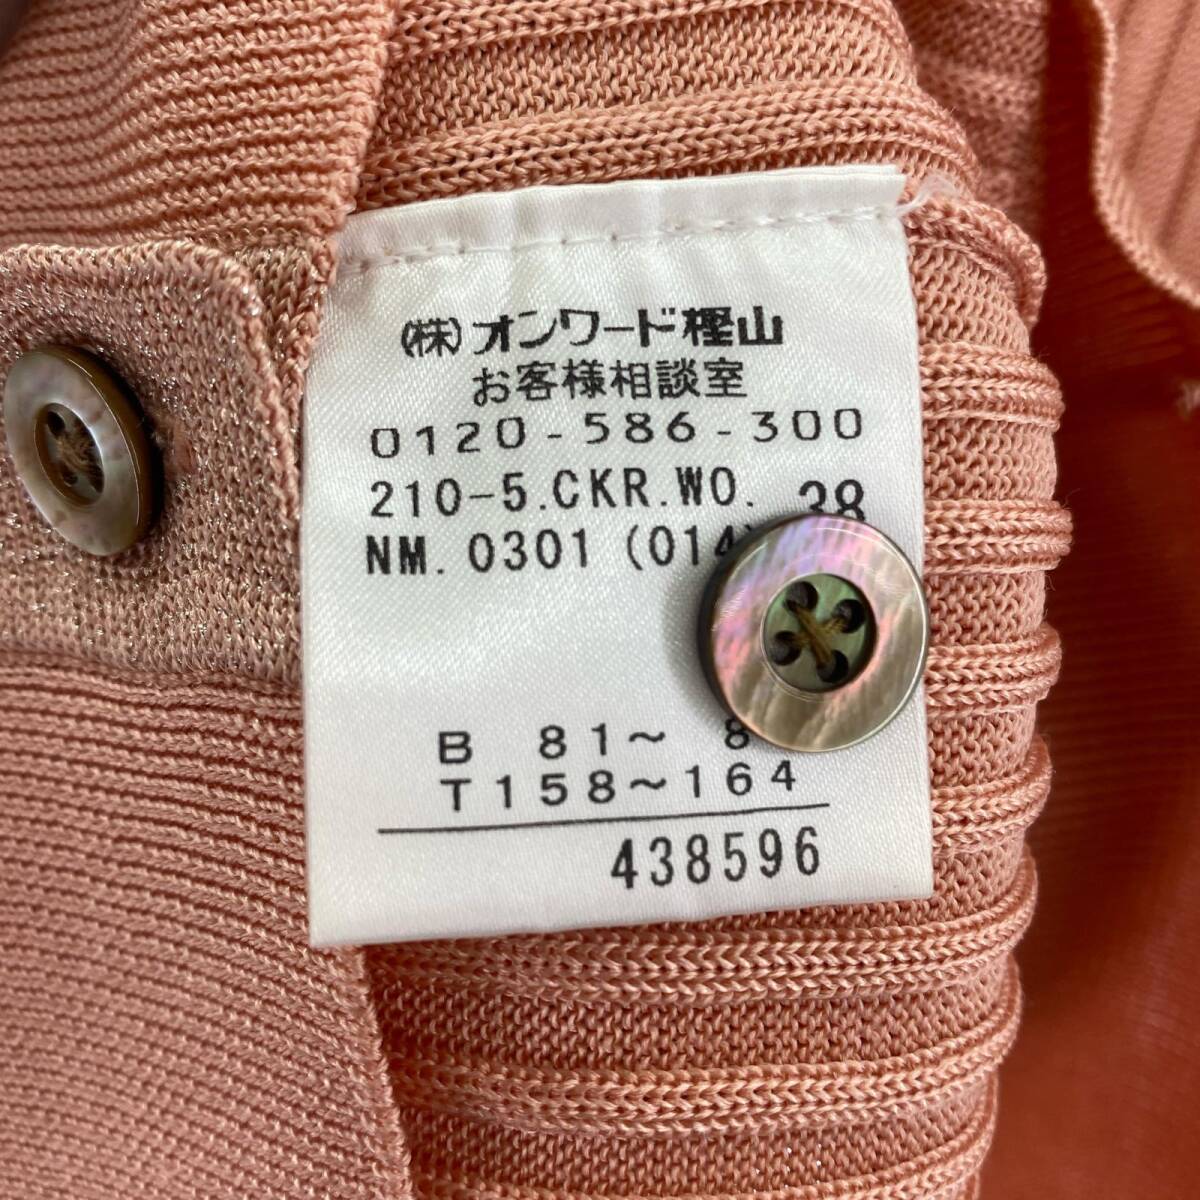 (株)オンワード樫山
お客様相談室
0120-586-300
210-5.CKR.WO. 38
NM. 0301 (014
B 81～ 8
T158～164
438596